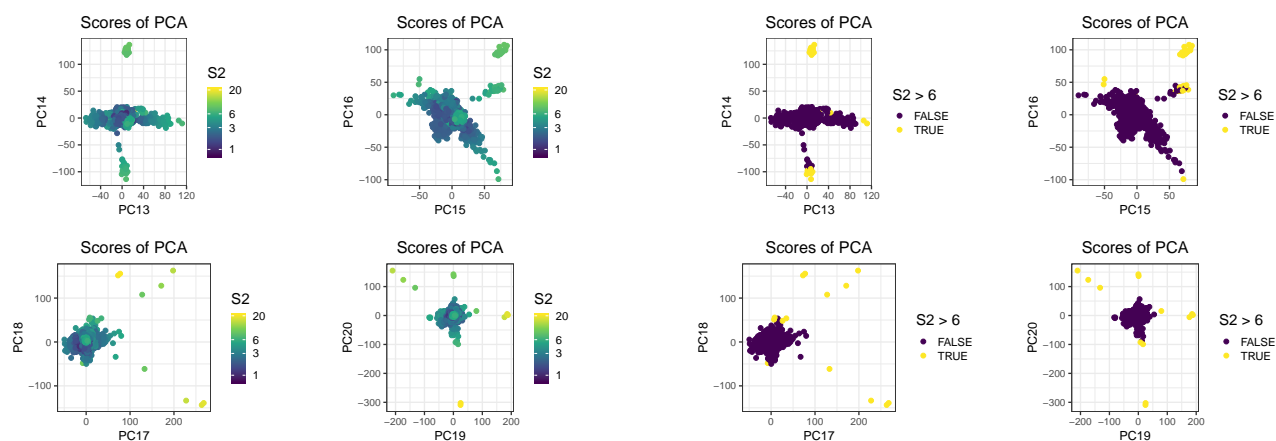 Scores of PCA
PC14
100
50
0
−50
−100
−40 0 40 80 120
PC13
S2
20
6
3
1
Scores of PCA
PC16
100
50
0
−50
−100
−50 0 50
PC15
S2
20
6
3
1
Scores of PCA
PC14
100
50
0
−50
−100
−40 0 40 80 120
PC13
S2 > 6
FALSE
TRUE
Scores of PCA
PC16
100
50
0
−50
−100
−50 0 50
PC15
S2 > 6
FALSE
TRUE
Scores of PCA
PC18
100
0
−100
0 100 200
PC17
S2
20
6
3
1
Scores of PCA
PC20
100
0
−100
−200
−300
−200 −100 0 100 200
PC19
S2
20
6
3
1
Scores of PCA
PC18
100
0
−100
0 100 200
PC17
S2 > 6
FALSE
TRUE
Scores of PCA
PC20
100
0
−100
−200
−300
−200 −100 0 100 200
PC19
S2 > 6
FALSE
TRUE